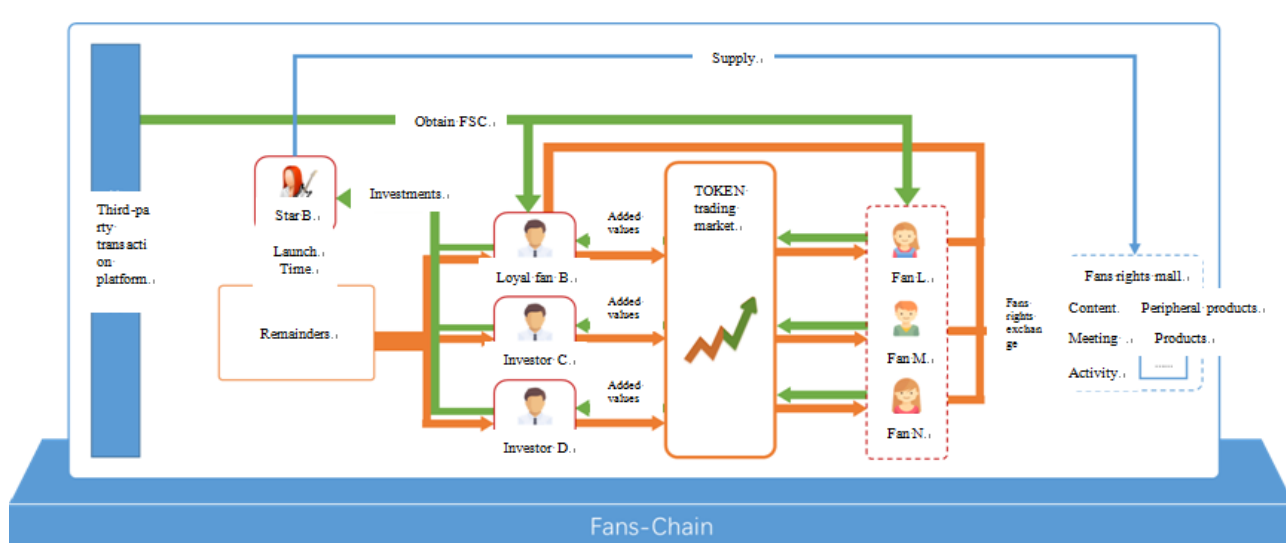 Supply.
Obtain FSC.
Third-pa
rty
transacti
on
platform.
Star B.
Launch
Time.
Investments.
Remainders.
Loyal fan B.
Investor C.
Investor D.
Added
values
Added
values
Added
values
TOKEN
trading
market.
Fan L.
Fan M.
Fan N.
Fans
rights
exchan
ge
Fans rights mall.
Content. Peripheral products.
Meeting . Products.
Activity. ......
Fans-Chain